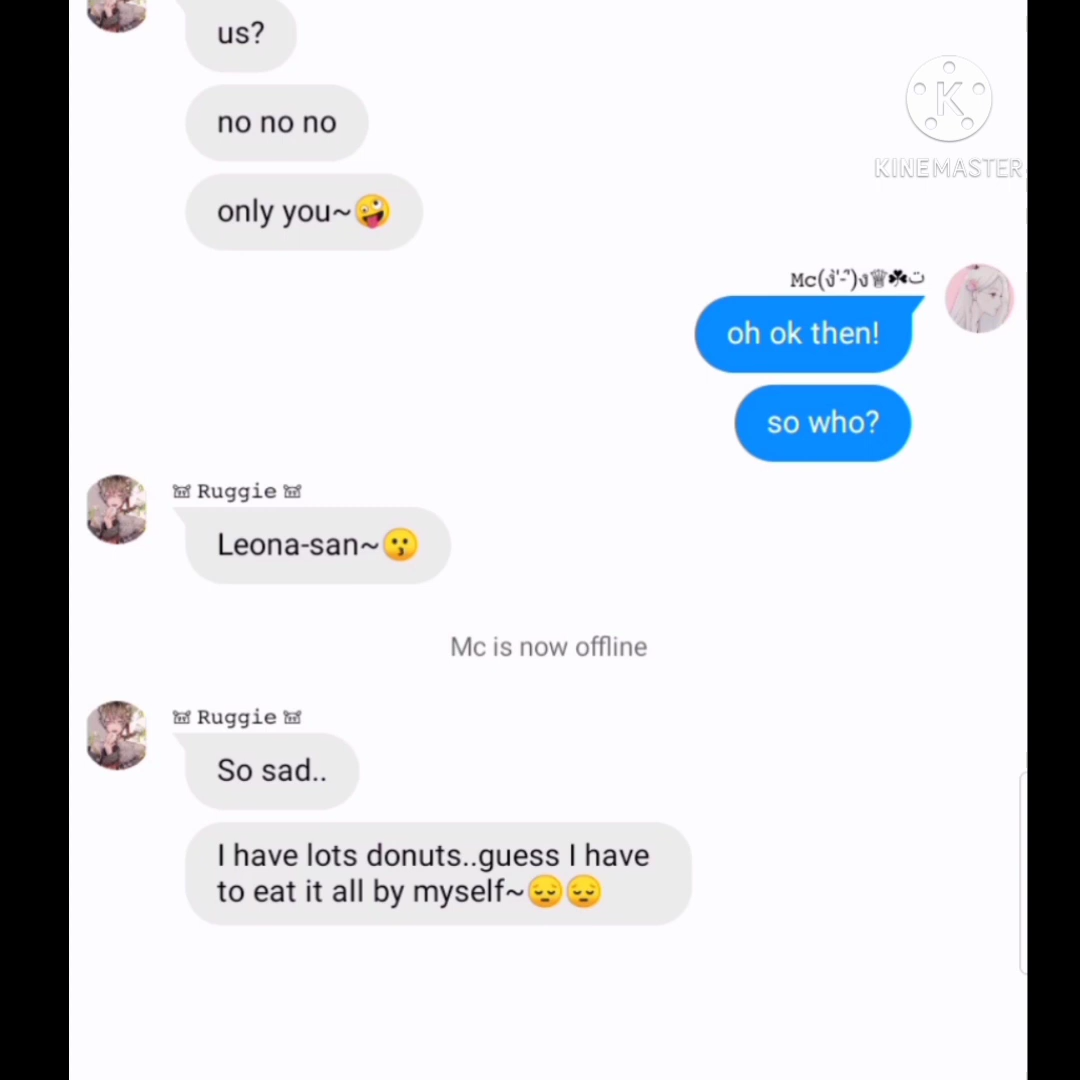 us?
KINEMASTER
no no no
only you~🤪
Mc(ง'̀-'́)ง♕☘ت
oh ok then!
so who?
Ruggie
Leona-san~😗
Mc is now offline
Ruggie
So sad..
I have lots donuts..guess I have
to eat it all by myself~😔😔